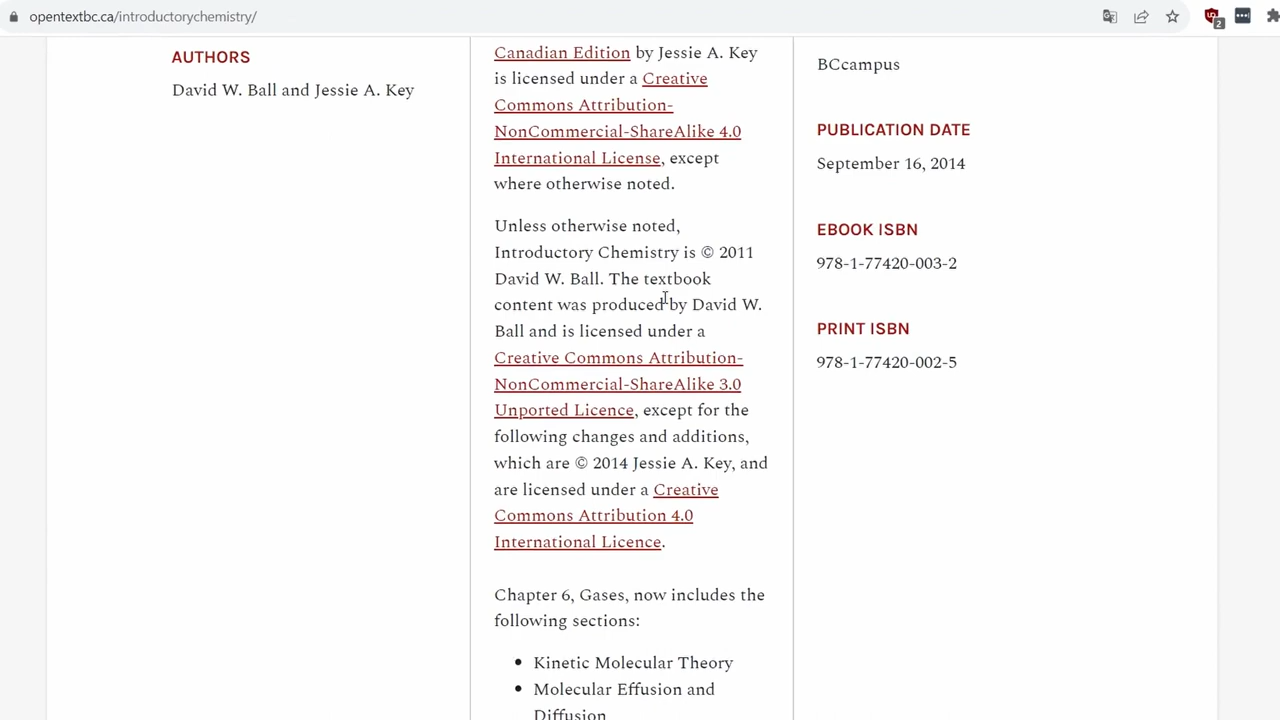 opentextbc.ca/introductorychemistry/
2
AUTHORS
David W. Ball and Jessie A. Key
Canadian Edition by Jessie A. Key
is licensed under a Creative
Commons Attribution-
NonCommercial-ShareAlike 4.0
International License, except
where otherwise noted.
Unless otherwise noted,
Introductory Chemistry is © 2011
David W. Ball. The textbook
content was produced by David W.
Ball and is licensed under a
Creative Commons Attribution-
NonCommercial-ShareAlike 3.0
Unported Licence, except for the
following changes and additions,
which are © 2014 Jessie A. Key, and
are licensed under a Creative
Commons Attribution 4.0
International Licence.
Chapter 6, Gases, now includes the
following sections:
• Kinetic Molecular Theory
• Molecular Effusion and
Diffusion
BCcampus
PUBLICATION DATE
September 16, 2014
EBOOK ISBN
978-1-77420-003-2
PRINT ISBN
978-1-77420-002-5